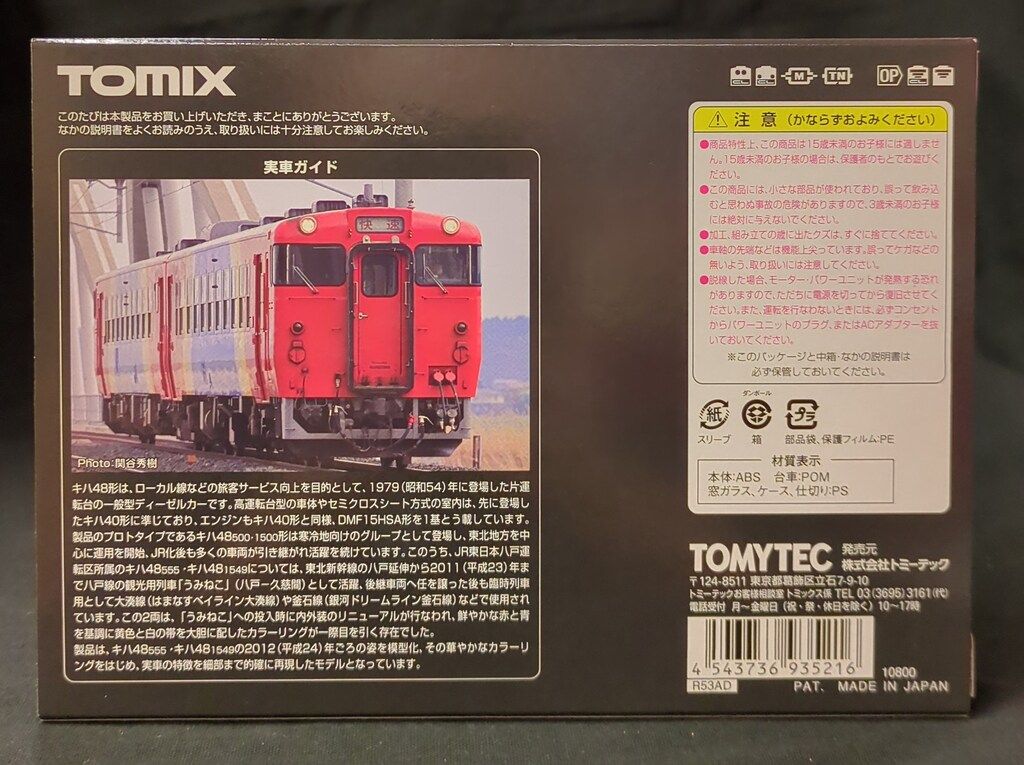 TOMIX
このたびは本製品をお買い上げいただき、まことにありがとうございます。
なかの説明書をよくお読みのうえ、取り扱いには十分注意してお楽しみください。
実車ガイド
快速
Photo:関谷秀樹
キハ48形は、ローカル線などの旅客サービス向上を目的として、1979(昭和54)年に登場した片運
転台の一般型ディーゼルカーです。高運転台型の車体やセミクロスシート方式の室内は、先に登場し
たキハ40形に準じており、エンジンもキハ40形と同様、DMF15HSA形を1基とう載しています。
製品のプロトタイプであるキハ48500・1500形は寒冷地向けのグループとして登場し、東北地方を中
心に運用を開始、JR化後も多くの車両が引き継がれ活躍を続けています。このうち、JR東日本八戸運
転区所属のキハ48555・キハ481549については、東北新幹線の八戸延伸から2011(平成23)年ま
で八戸線の観光用列車「うみねこ」(八戸ー久慈間)として活躍、後継車両へ任を譲った後も臨時列車
用として大湊線(はまなすベイライン大湊線)や釜石線(銀河ドリームライン釜石線)などで使用され
ています。この2両は、「うみねこ」への投入時に内外装のリニューアルが行なわれ、鮮やかな赤と青
を基調に黄色と白の帯を大胆に配したカラーリングが一際目を引く存在でした。
製品は、キハ48555・キハ481549の2012(平成24)年ごろの姿を模型化、その華やかなカラーリ
ングをはじめ、実車の特徴を細部まで的確に再現したモデルとなっています。
M TN OP
注意(かならずおよみください)
●商品特性上、この商品は15歳未満のお子様には適しませ
ん。15歳未満のお子様の場合は、保護者のもとでお遊びく
ださい。
●この商品には、小さな部品が使われており、誤って飲み込
むと思わぬ事故の危険がありますので、3歳未満のお子様
には絶対に与えないでください。
●加工、組み立ての歳に出たクズは、すぐに捨ててください。
●車軸の先端などは機能上尖っています。誤ってケガなどの
無いよう、取り扱いには注意してください。
●脱線した場合、モーター・パワーユニットが発熱する恐れ
がありますので、ただちに電源を切ってから復旧させてく
ださい。また、運転を行なわないときには、必ずコンセント
からパワーユニットのプラグ、またはACアダプターを抜
いておいてください。
※このパッケージと中箱・なかの説明書は
必ず保管しておいてください。
ダンボール
紙 プラ
スリーブ 箱 部品袋、保護フィルム:PE
材質表示
本体:ABS 台車:POM
窓ガラス、ケース、仕切り:PS
TOMYTEC 発売元
株式会社トミーテック
〒124-8511 東京都葛飾区立石7-9-10
トミーテックお客様相談室 トミックス係 TEL 03(3695)3161(代)
電話受付 月〜金曜日(祝・祭・休日を除く)10〜17時
4 543736 935216
10800
R53AD
PAT. MADE IN JAPAN